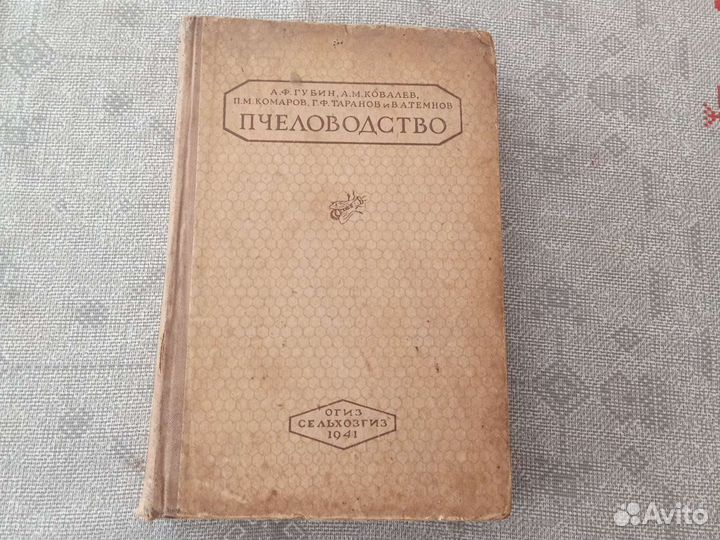 А.Ф. ГУБИН, А.М. КОВАЛЕВ,
П.М. КОМАРОВ, Г.Ф. ТАРАНОВ и В.А. ТЕМНОВ
ПЧЕЛОВОДСТВО
ОГИЗ
СЕЛЬХОЗГИЗ
1941
Avito